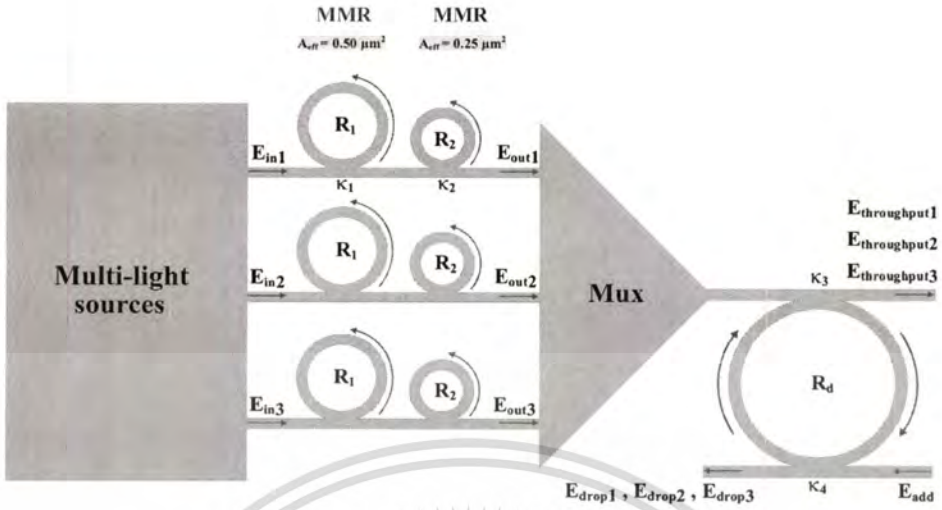 MMR MMR
A_eff = 0.50 µm² A_eff = 0.25 µm²
R₁ R₂
E_in1 E_out1
κ₁ κ₂
Multi-light
sources
R₁ R₂
E_in2 E_out2
R₁ R₂
E_in3 E_out3
Mux
E_throughput1
E_throughput2
E_throughput3
κ₃
R_d
κ₄
E_drop1 , E_drop2 , E_drop3
E_add